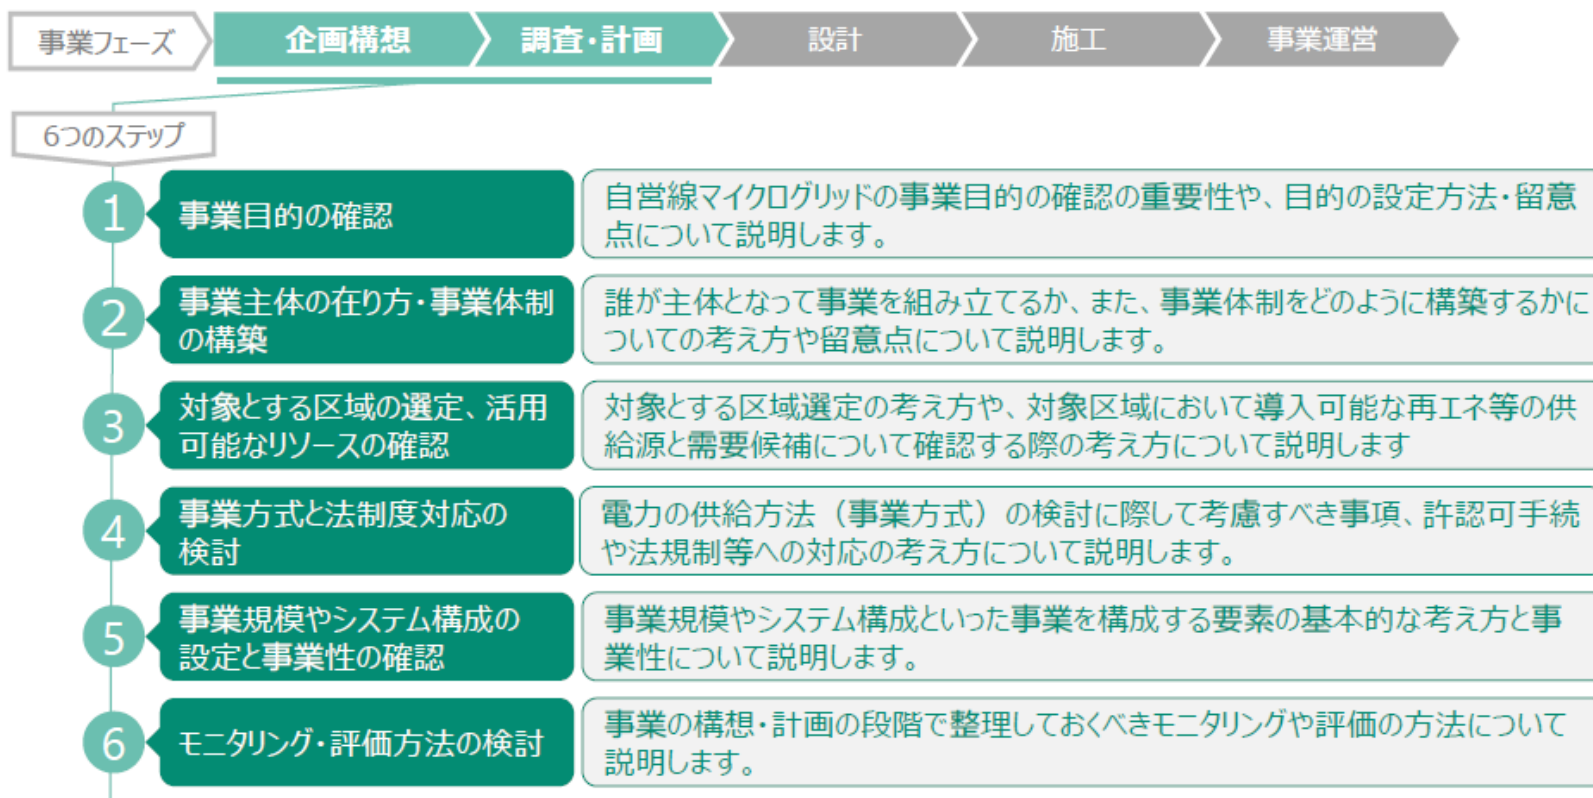 事業フェーズ
企画構想
調査・計画
設計
施工
事業運営
6つのステップ
1
事業目的の確認
自営線マイクログリッドの事業目的の確認の重要性や、目的の設定方法・留意
点について説明します。
2
事業主体の在り方・事業体制
の構築
誰が主体となって事業を組み立てるか、また、事業体制をどのように構築するかに
ついての考え方や留意点について説明します。
3
対象とする区域の選定、活用
可能なリソースの確認
対象とする区域選定の考え方や、対象区域において導入可能な再エネ等の供
給源と需要候補について確認する際の考え方について説明します
4
事業方式と法制度対応の
検討
電力の供給方法（事業方式）の検討に際して考慮すべき事項、許認可手続
や法規制等への対応の考え方について説明します。
5
事業規模やシステム構成の
設定と事業性の確認
事業規模やシステム構成といった事業を構成する要素の基本的な考え方と事
業性について説明します。
6
モニタリング・評価方法の検討
事業の構想・計画の段階で整理しておくべきモニタリングや評価の方法について
説明します。